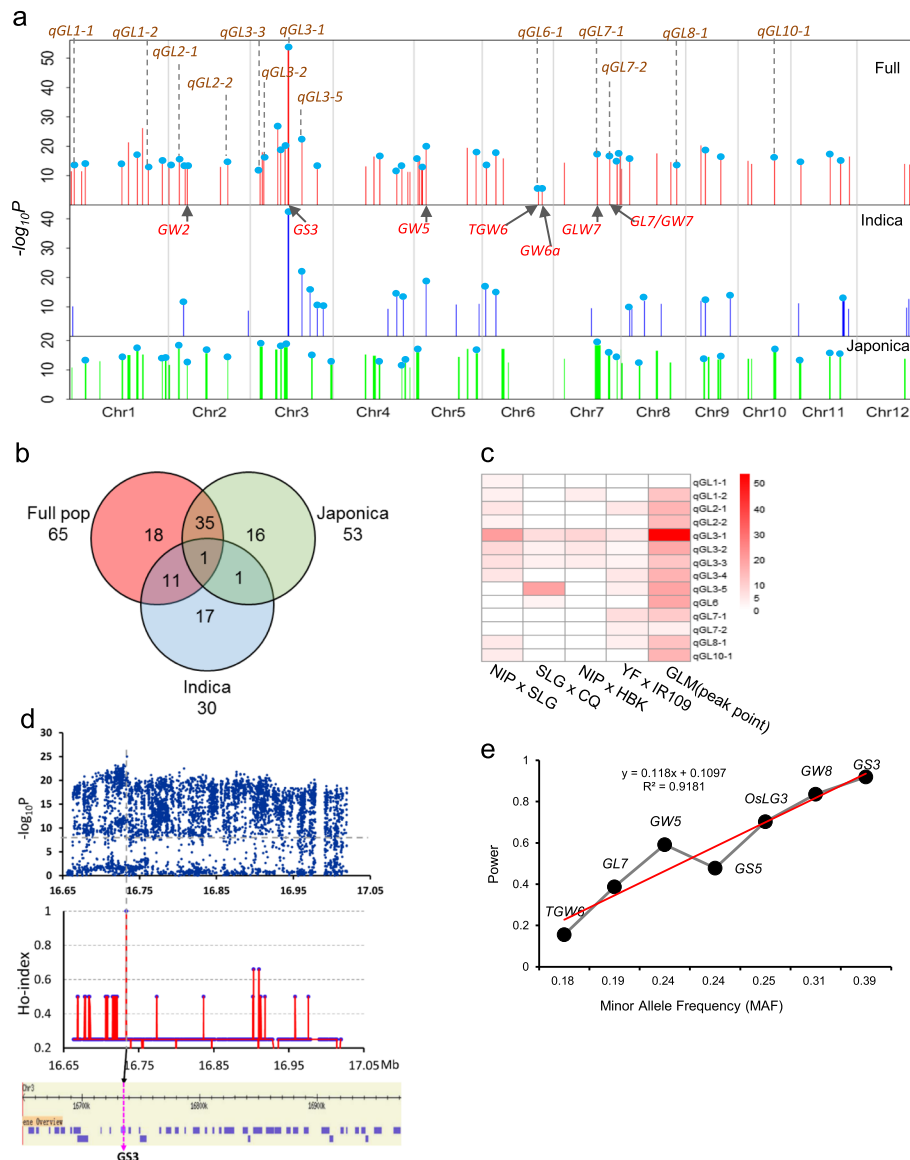 a
qGL1-1 qGL1-2 qGL3-3 qGL3-1 qGL6-1 qGL7-1 qGL8-1 qGL10-1
qGL2-1
qGL2-2 qGL3-2 qGL7-2
qGL3-5
Full
50
40
30
20
10
GW2 GS3 GW5 TGW6 GW6a GLW7 GL7/GW7
-log10P
Indica
40
30
20
10
Japonica
20
10
0
Chr1 Chr2 Chr3 Chr4 Chr5 Chr6 Chr7 Chr8 Chr9 Chr10 Chr11 Chr12
b
Full pop
65
Japonica
53
18 35 16
1
11 1
17
Indica
30
c
qGL1-1
qGL1-2
qGL2-1
qGL2-2
qGL3-1
qGL3-2
qGL3-3
qGL3-4
qGL3-5
qGL6
qGL7-1
qGL7-2
qGL8-1
qGL10-1
50
40
30
20
10
0
NIP x SLG
SLG x CQ
NIP x HBK
YF x IR109
GLM(peak point)
d
30
25
20
15
10
5
0
-log10P
16.65 16.75 16.85 16.95 17.05
1
0.8
0.6
0.4
0.2
Ho-index
16.65 16.75 16.85 16.95 17.05 Mb
Chr3
16700k 16800k 16900k
ene Overview
GS3
e
1
0.8
0.6
0.4
0.2
0
Power
y = 0.118x + 0.1097
R² = 0.9181
TGW6 GL7 GW5 GS5 OsLG3 GW8 GS3
0.18 0.19 0.24 0.24 0.25 0.31 0.39
Minor Allele Frequency (MAF)